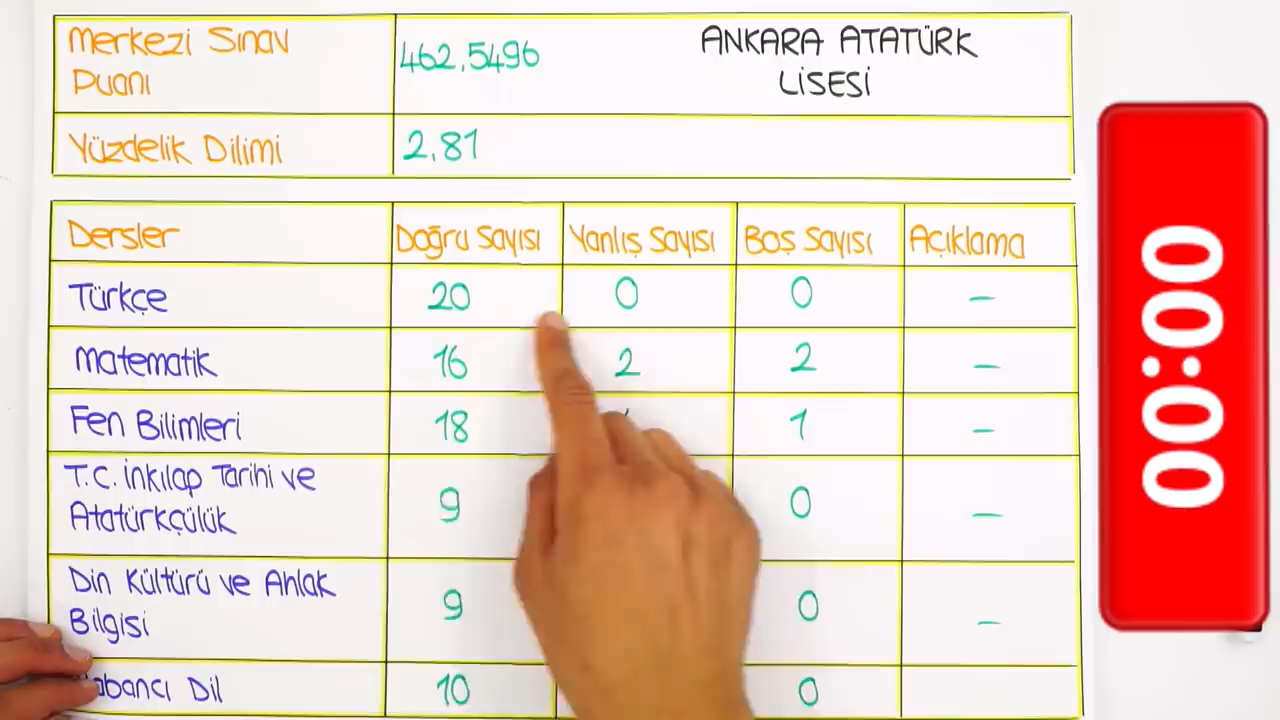 Merkezi Sınav
Puanı
462,5496
ANKARA ATATÜRK
LİSESİ
Yüzdelik Dilimi
2,81
Dersler
Doğru Sayısı
Yanlış Sayısı
Boş Sayısı
Açıklama
Türkçe
20
0
0
–
Matematik
16
2
2
–
Fen Bilimleri
18
1
–
T.C. İnkılap Tarihi ve
Atatürkçülük
9
0
–
Din Kültürü ve Ahlak
Bilgisi
9
0
–
abancı Dil
10
0
00:00